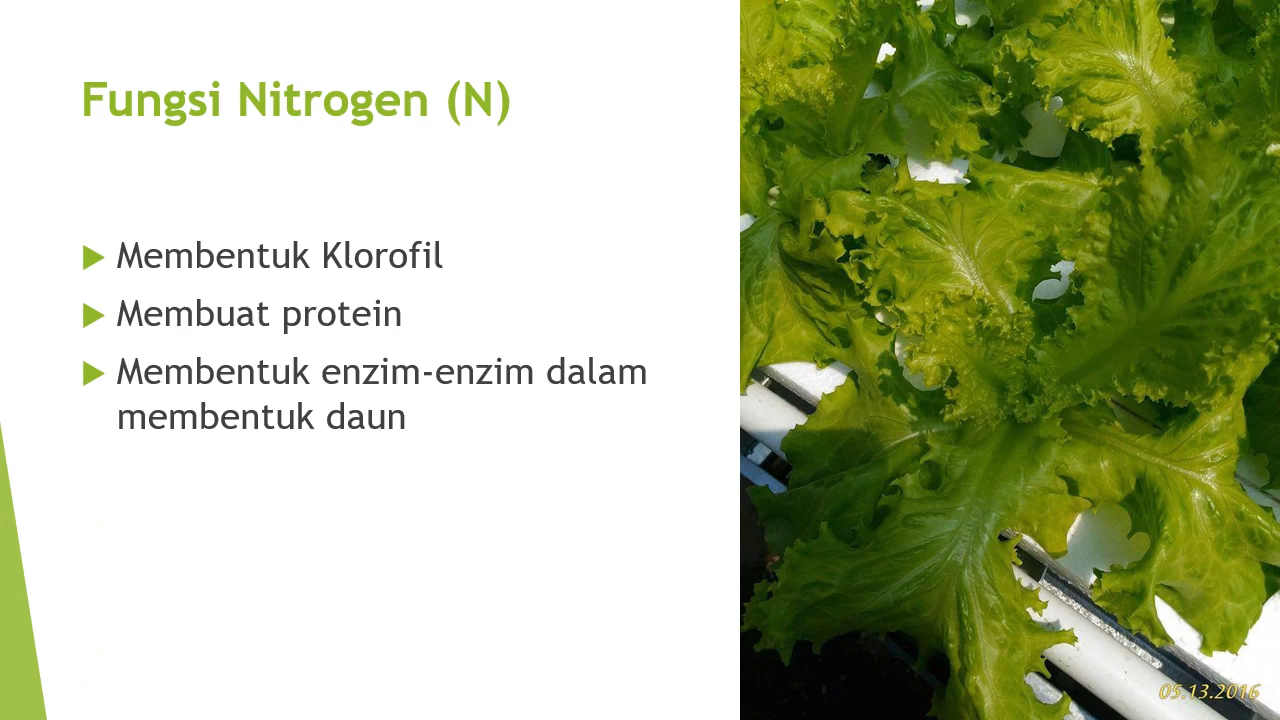 Fungsi Nitrogen (N)
Membentuk Klorofil
Membuat protein
Membentuk enzim-enzim dalam
membentuk daun
05.13.2016